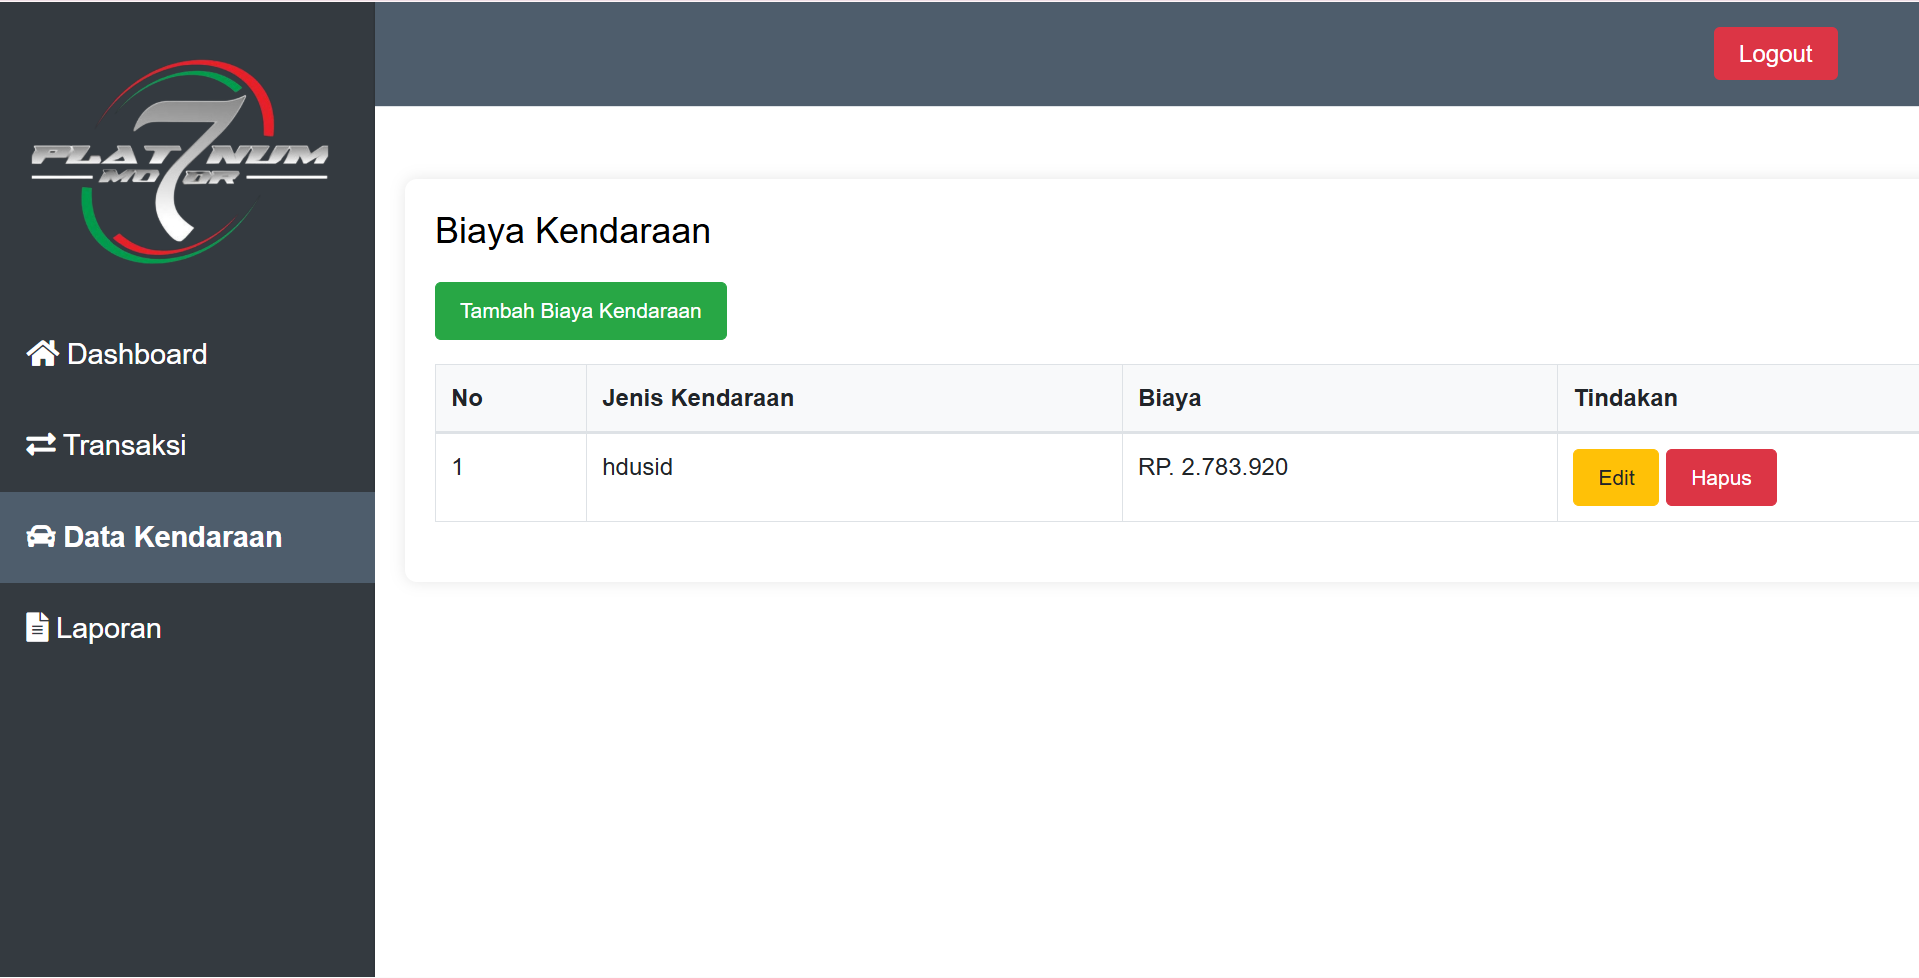 PLAT7NUM
MOTOR
Logout
Biaya Kendaraan
Tambah Biaya Kendaraan
Dashboard
Transaksi
Data Kendaraan
Laporan
No Jenis Kendaraan Biaya Tindakan
1 hdusid RP. 2.783.920 Edit Hapus